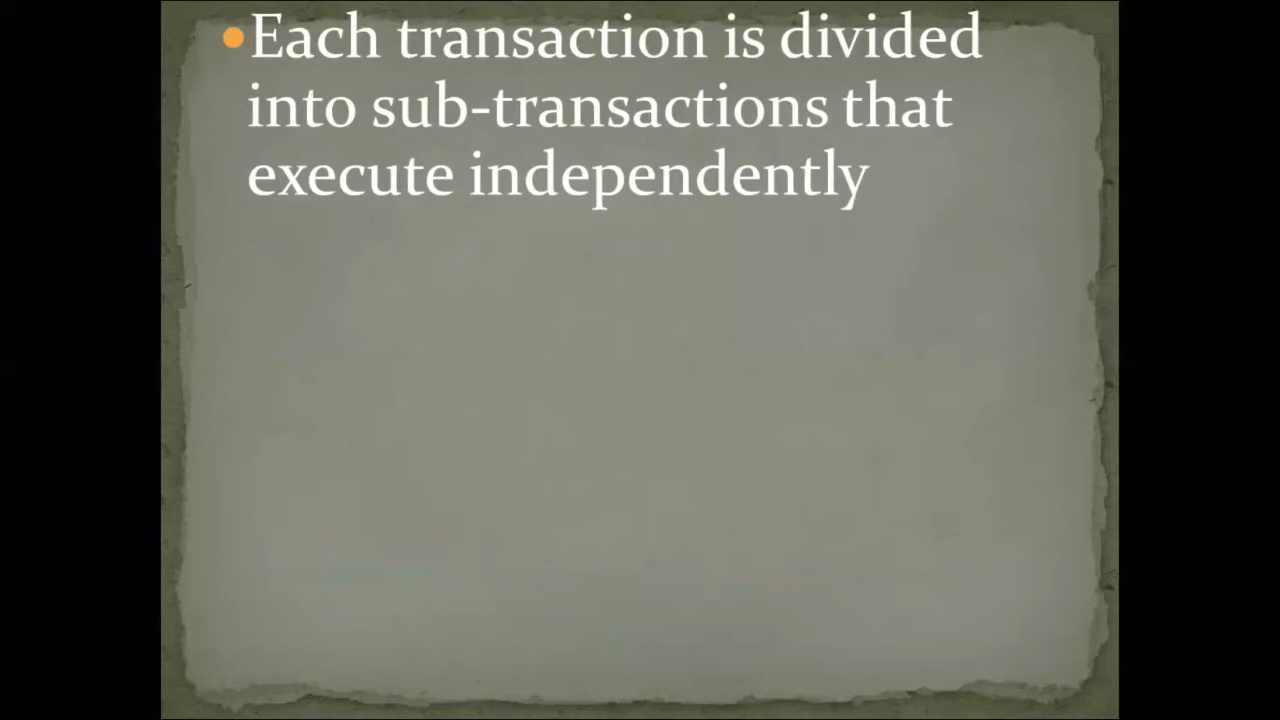 •Each transaction is divided
into sub-transactions that
execute independently